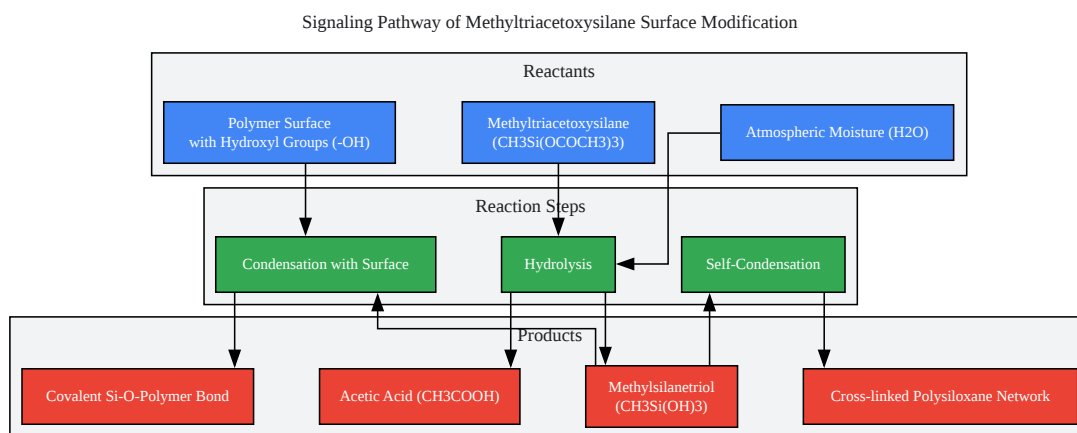 Signaling Pathway of Methyltriacetoxysilane Surface Modification
Reactants
Polymer Surface
with Hydroxyl Groups (-OH)
Methyltriacetoxysilane
(CH3Si(OCOCH3)3)
Atmospheric Moisture (H2O)
Reaction Steps
Condensation with Surface
Hydrolysis
Self-Condensation
Products
Covalent Si-O-Polymer Bond
Acetic Acid (CH3COOH)
Methylsilanetriol
(CH3Si(OH)3)
Cross-linked Polysiloxane Network